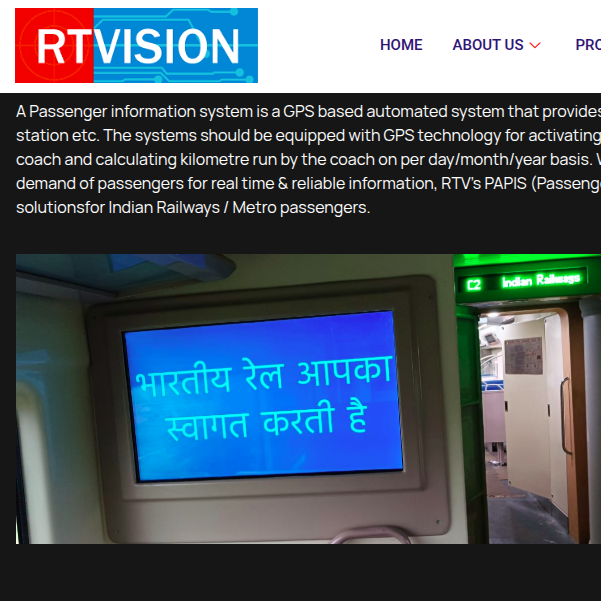 RTVISION
HOME ABOUT US PRO
A Passenger information system is a GPS based automated system that provides
station etc. The systems should be equipped with GPS technology for activating
coach and calculating kilometre run by the coach on per day/month/year basis. W
demand of passengers for real time & reliable information, RTV's PAPIS (Passeng
solutionsfor Indian Railways / Metro passengers.
C2 Indian Railways
भारतीय रेल आपका
स्वागत करती है